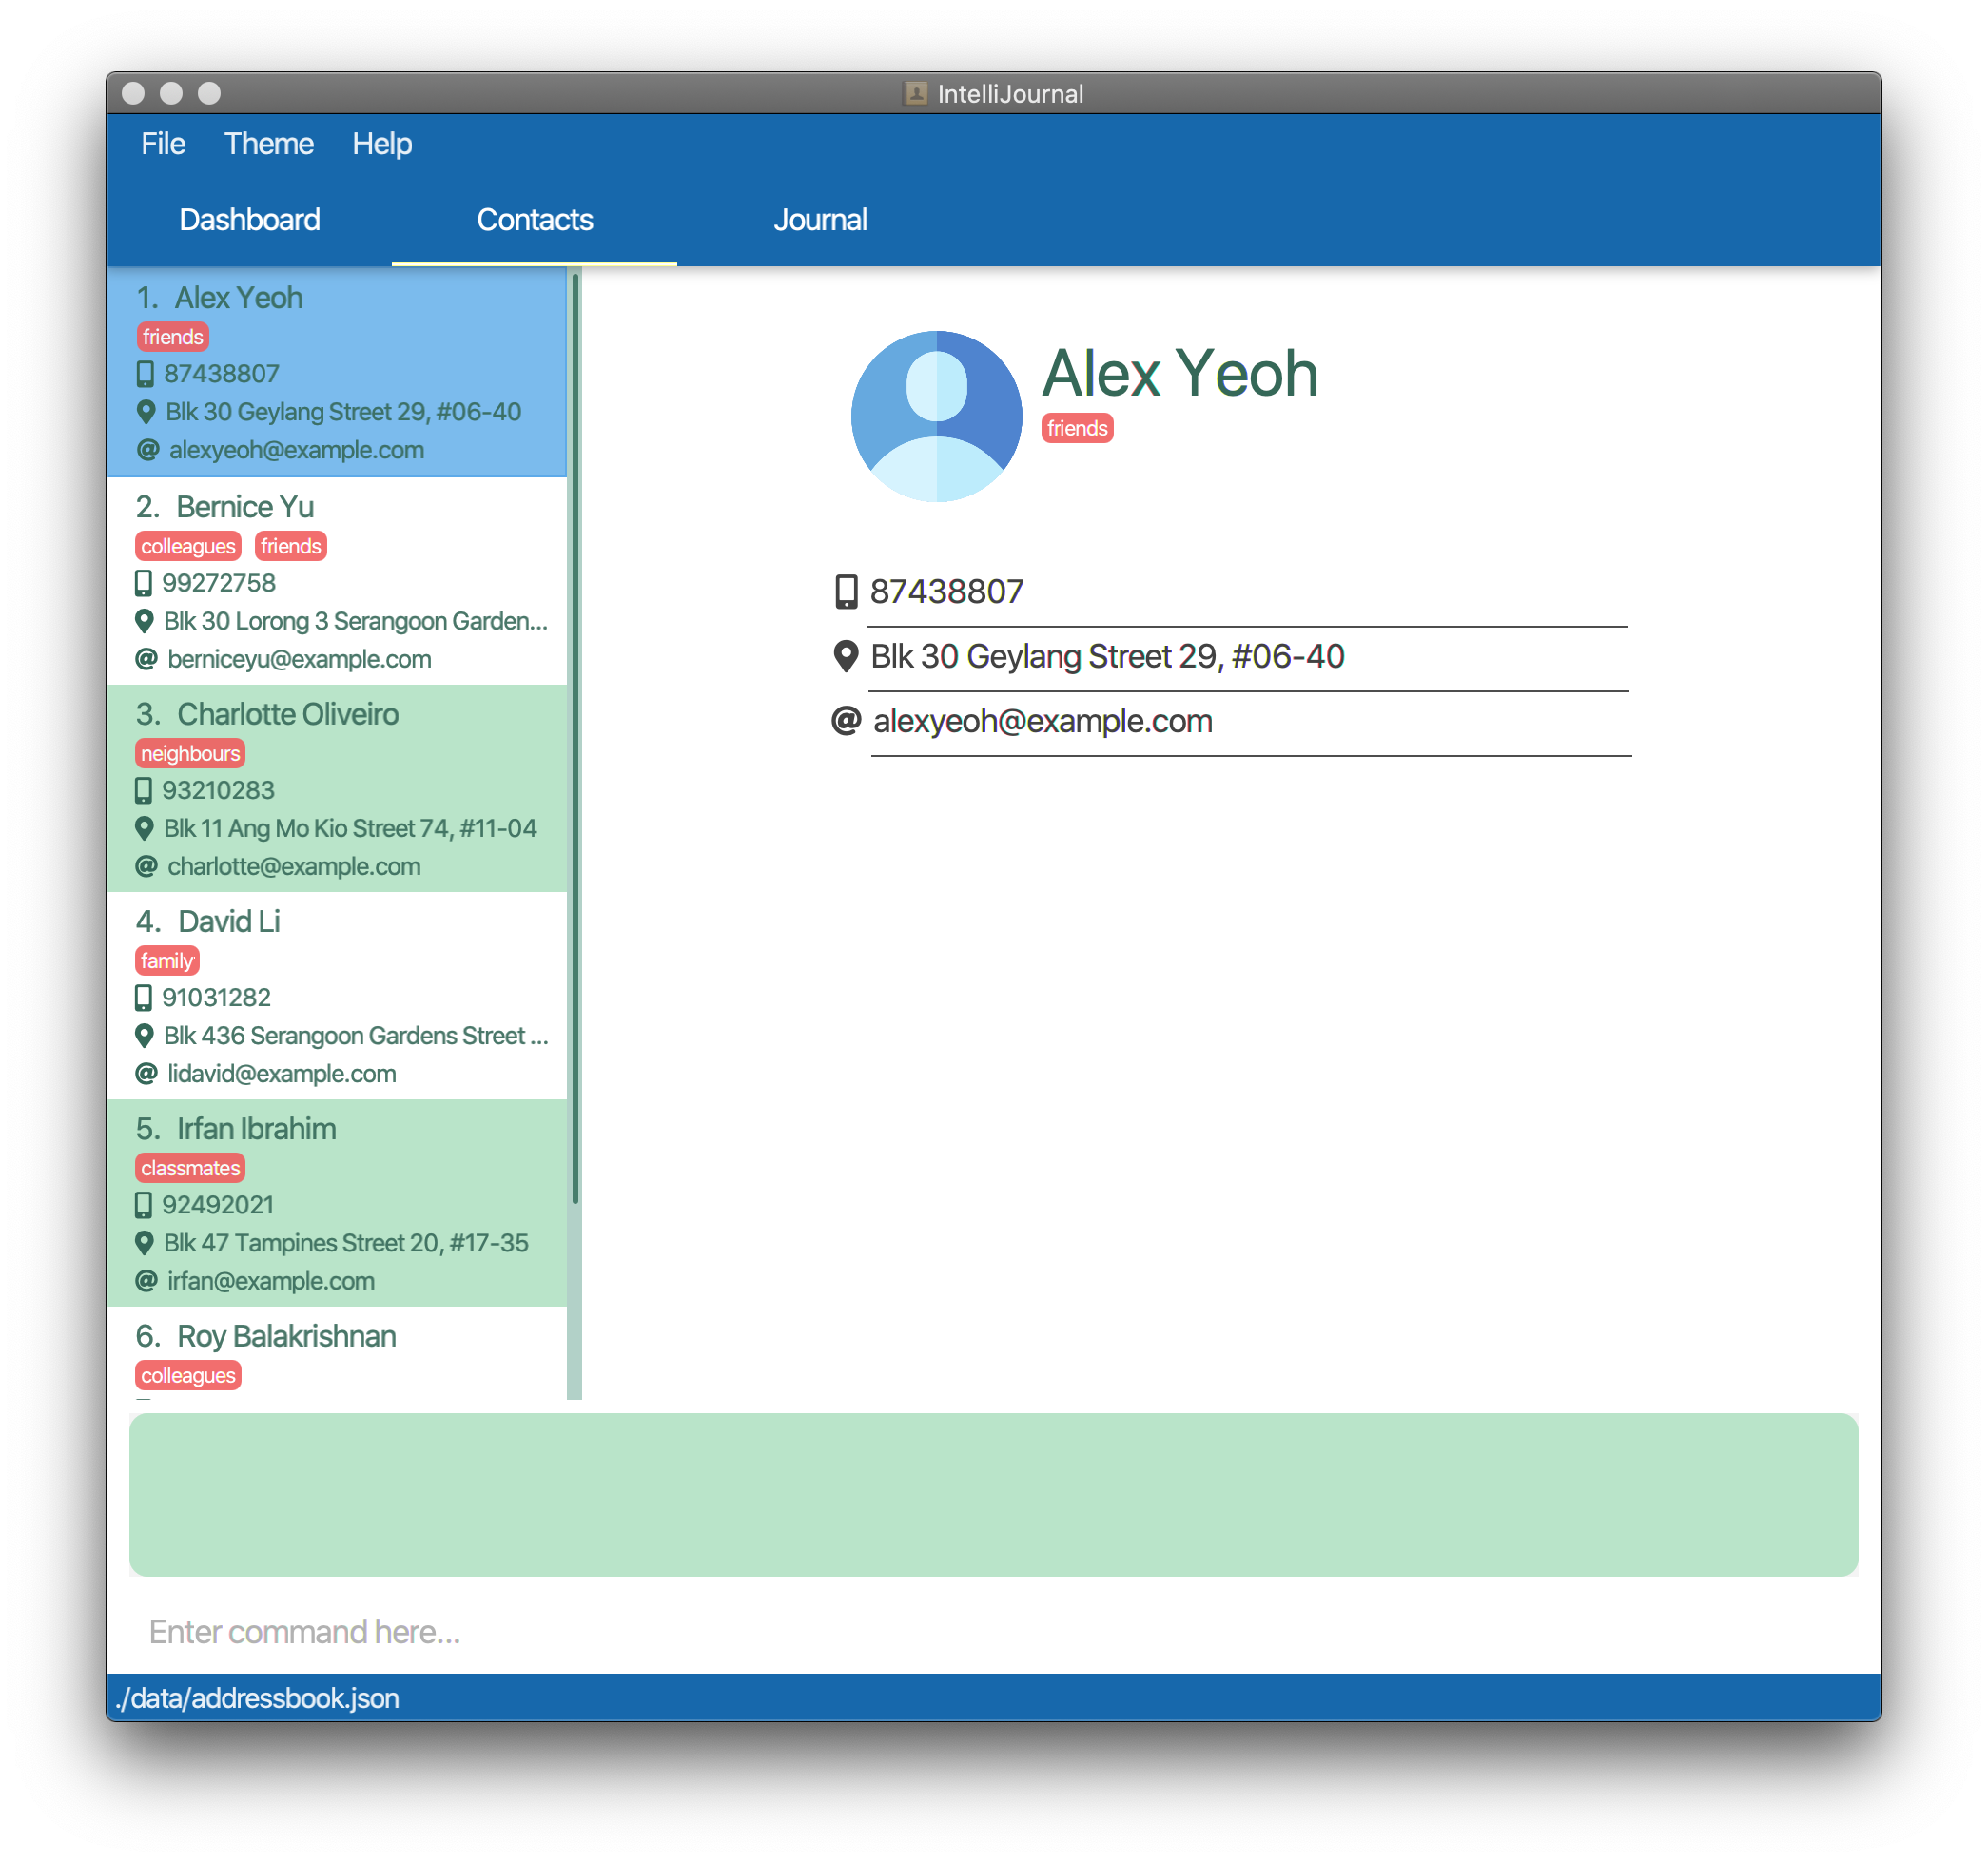 IntelliJournal
File Theme Help
Dashboard Contacts Journal
1. Alex Yeoh
friends
87438807
Blk 30 Geylang Street 29, #06-40
@ alexyeoh@example.com
2. Bernice Yu
colleagues friends
99272758
Blk 30 Lorong 3 Serangoon Garden...
@ berniceyu@example.com
3. Charlotte Oliveiro
neighbours
93210283
Blk 11 Ang Mo Kio Street 74, #11-04
@ charlotte@example.com
4. David Li
family
91031282
Blk 436 Serangoon Gardens Street ...
@ lidavid@example.com
5. Irfan Ibrahim
classmates
92492021
Blk 47 Tampines Street 20, #17-35
@ irfan@example.com
6. Roy Balakrishnan
colleagues
Alex Yeoh
friends
87438807
Blk 30 Geylang Street 29, #06-40
@ alexyeoh@example.com
Enter command here...
./data/addressbook.json